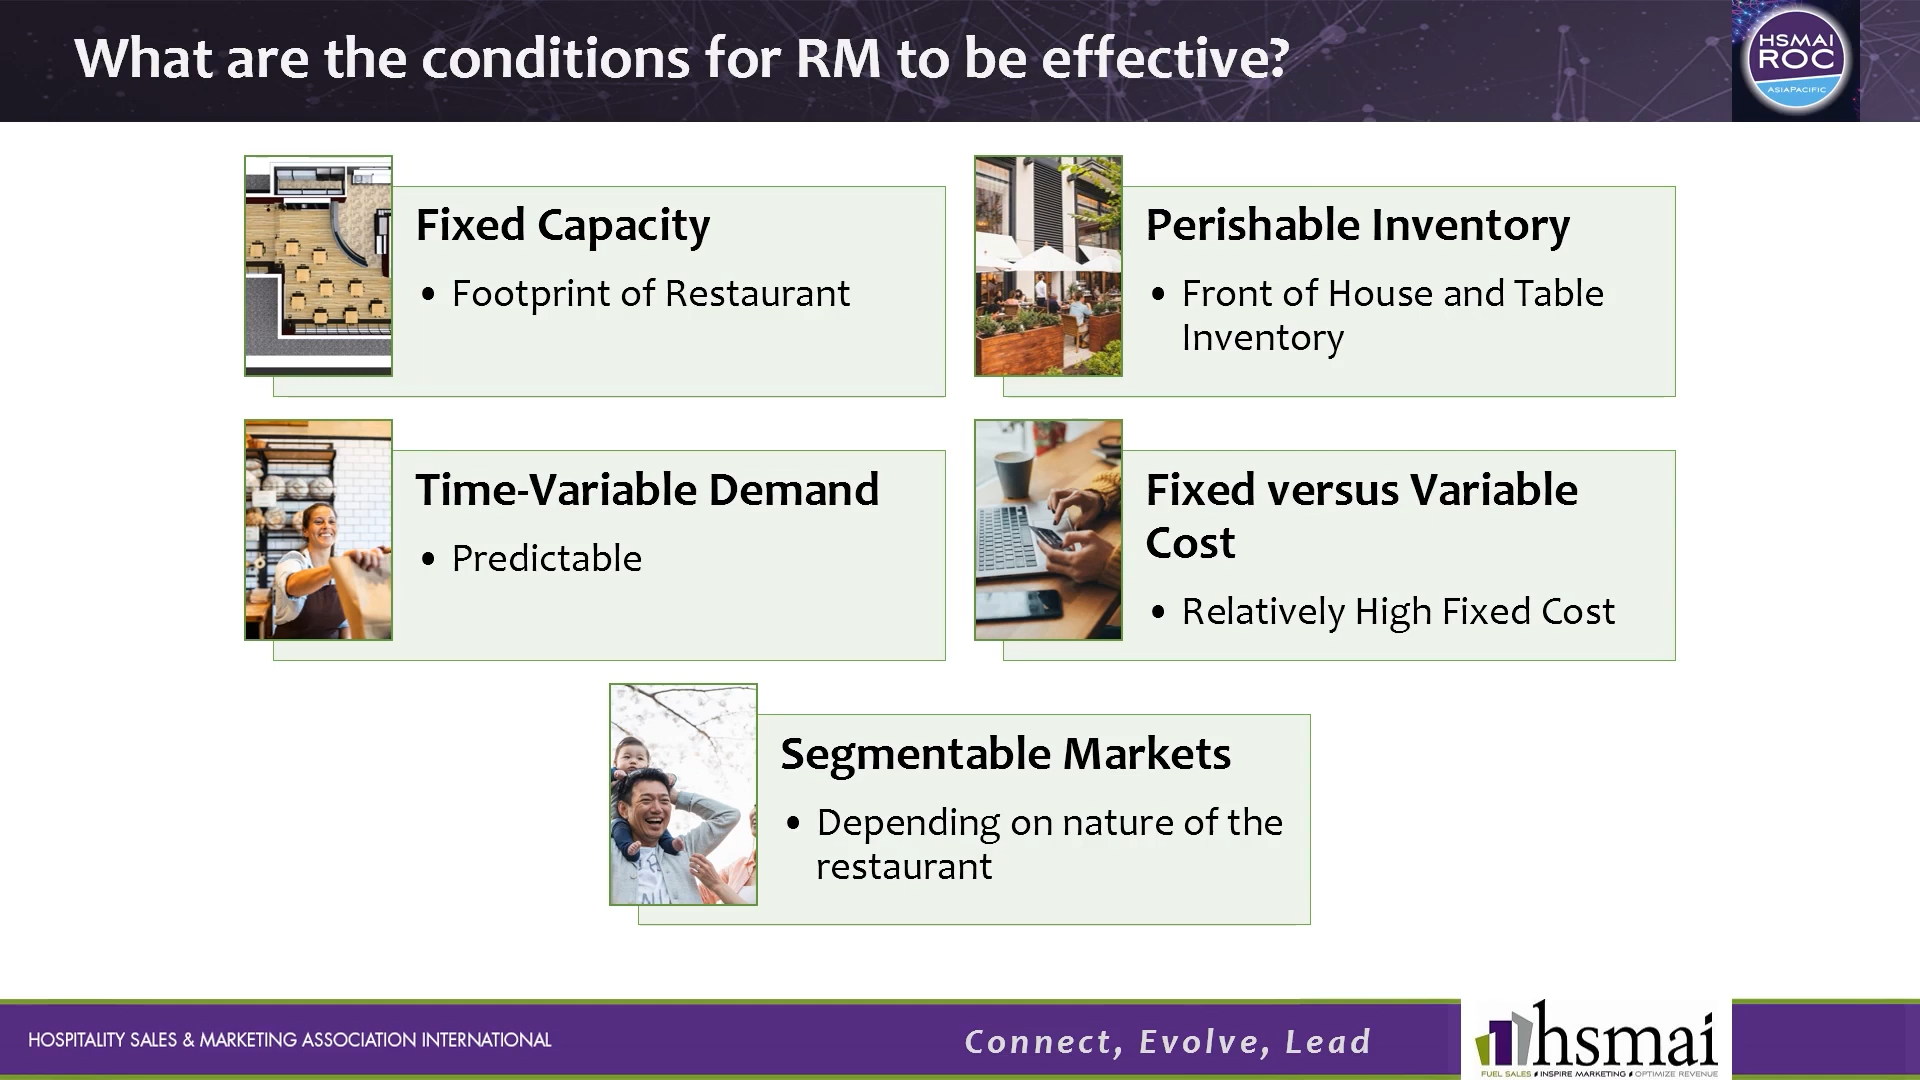 What are the conditions for RM to be effective?
HSMAI
ROC
ASIAPACIFIC
Fixed Capacity
• Footprint of Restaurant
Perishable Inventory
• Front of House and Table
Inventory
Time-Variable Demand
• Predictable
Fixed versus Variable
Cost
• Relatively High Fixed Cost
Segmentable Markets
• Depending on nature of the
restaurant
HOSPITALITY SALES & MARKETING ASSOCIATION INTERNATIONAL
Connect, Evolve, Lead
hsmai
FUEL SALES INSPIRE MARKETING OPTIMIZE REVENUE